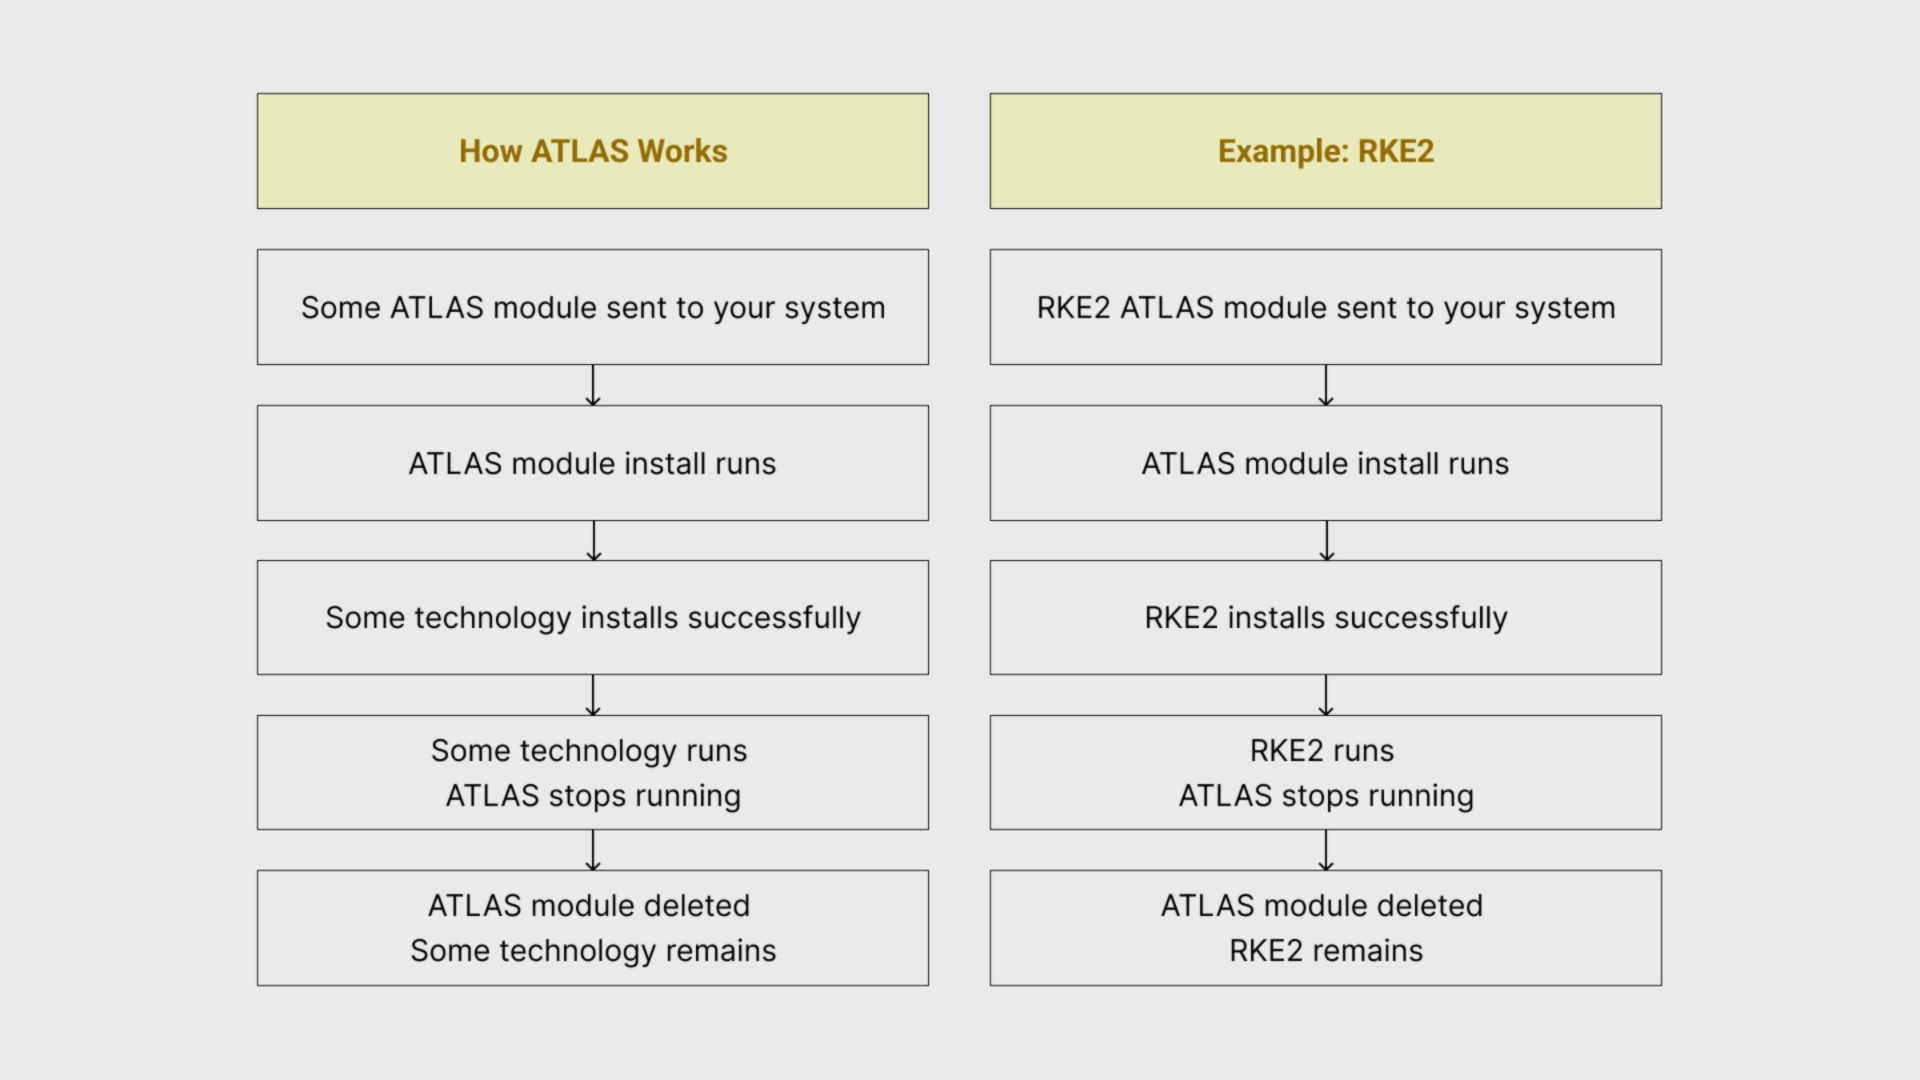 How ATLAS Works
Some ATLAS module sent to your system
ATLAS module install runs
Some technology installs successfully
Some technology runs
ATLAS stops running
ATLAS module deleted
Some technology remains
Example: RKE2
RKE2 ATLAS module sent to your system
ATLAS module install runs
RKE2 installs successfully
RKE2 runs
ATLAS stops running
ATLAS module deleted
RKE2 remains